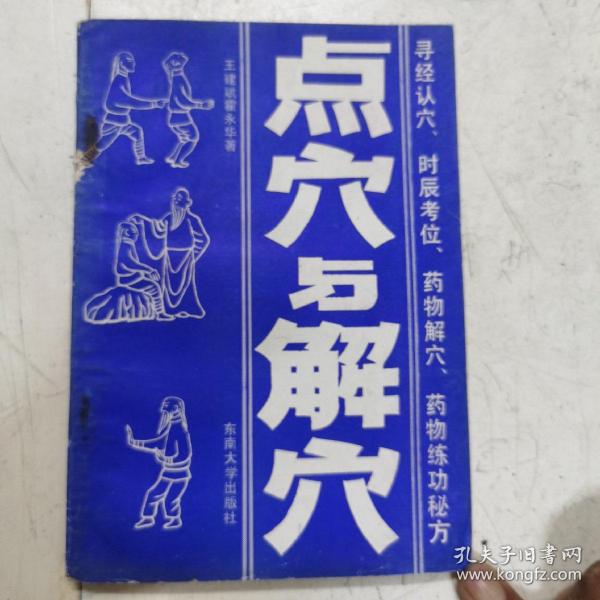 寻经认穴、时辰考位、药物解穴、药物练功秘方
点穴与解穴
王建斌霍永华著
东南大学出版社
孔夫子旧书网
www.kongfz.com